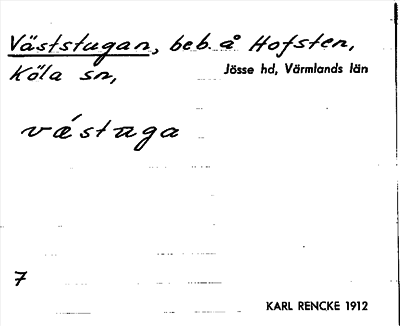 Väststugan, beb. å Hofsten,
Köla sn, Jösse hd, Värmlands län
västuga
7
KARL RENCKE 1912